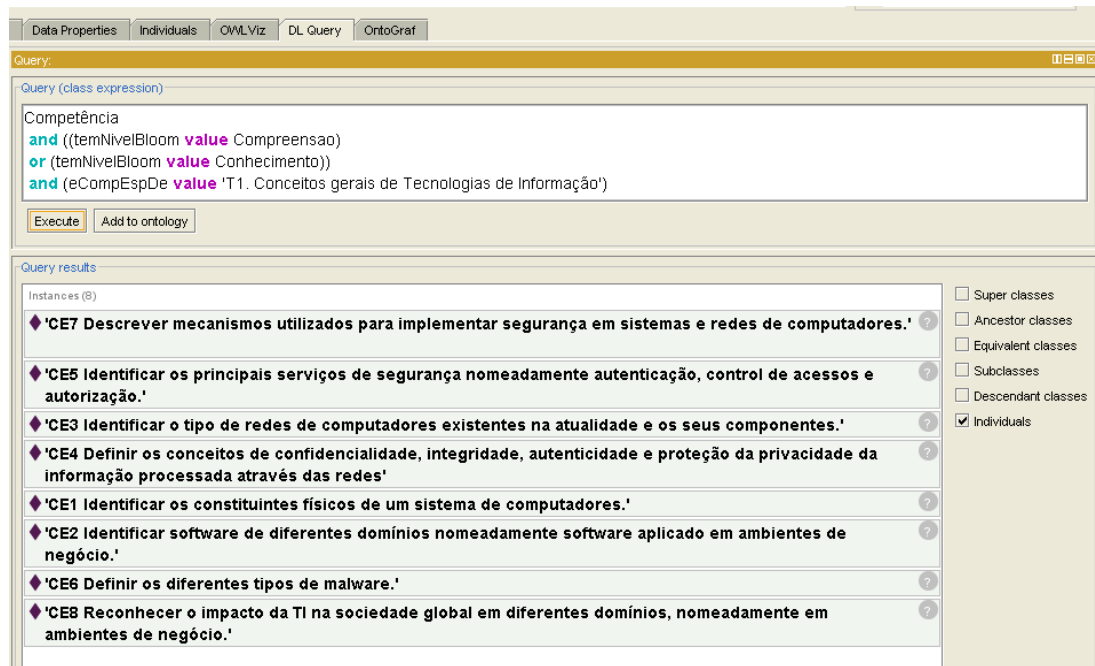 Data Properties Individuals OWLViz DL Query OntoGraf
Query:
Query (class expression)
Competência
and ((temNivelBloom value Compreensao)
or (temNivelBloom value Conhecimento))
and (eCompEspDe value 'T1. Conceitos gerais de Tecnologias de Informação')
Execute Add to ontology
Query results
Instances (8)
'CE7 Descrever mecanismos utilizados para implementar segurança em sistemas e redes de computadores.' ?
'CE5 Identificar os principais serviços de segurança nomeadamente autenticação, control de acessos e ?
autorização.'
'CE3 Identificar o tipo de redes de computadores existentes na atualidade e os seus componentes.' ?
'CE4 Definir os conceitos de confidencialidade, integridade, autenticidade e proteção da privacidade da ?
informação processada através das redes'
'CE1 Identificar os constituintes físicos de um sistema de computadores.' ?
'CE2 Identificar software de diferentes domínios nomeadamente software aplicado em ambientes de ?
negócio.'
'CE6 Definir os diferentes tipos de malware.' ?
'CE8 Reconhecer o impacto da TI na sociedade global em diferentes domínios, nomeadamente em ?
ambientes de negócio.'
Super classes
Ancestor classes
Equivalent classes
Subclasses
Descendant classes
Individuals